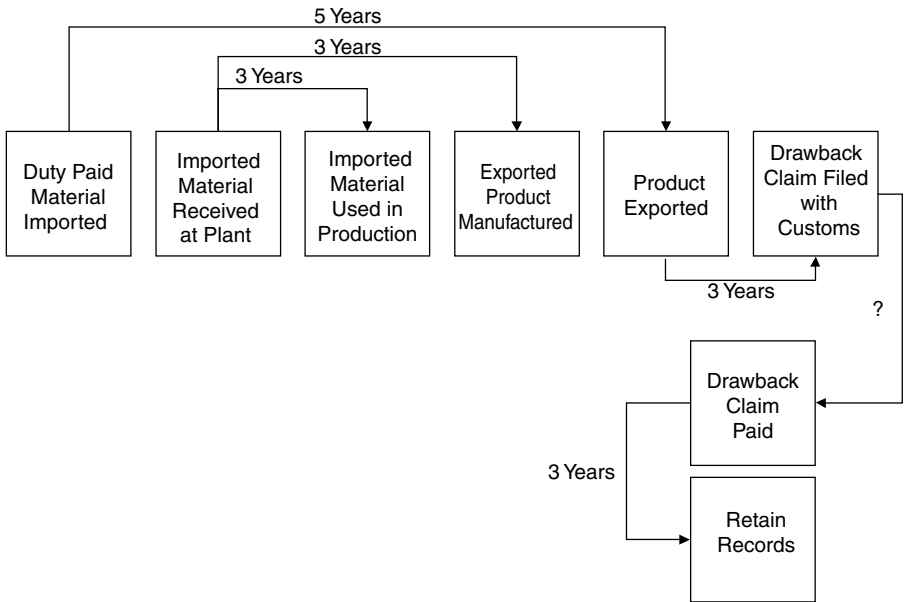 5 Years
3 Years
3 Years
Duty Paid
Material
Imported
Imported
Material
Received
at Plant
Imported
Material
Used in
Production
Exported
Product
Manufactured
Product
Exported
Drawback
Claim Filed
with
Customs
3 Years
?
Drawback
Claim
Paid
3 Years
Retain
Records